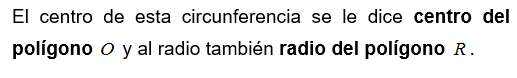 El centro de esta circunferencia se le dice centro del
polígono O y al radio también radio del polígono R .